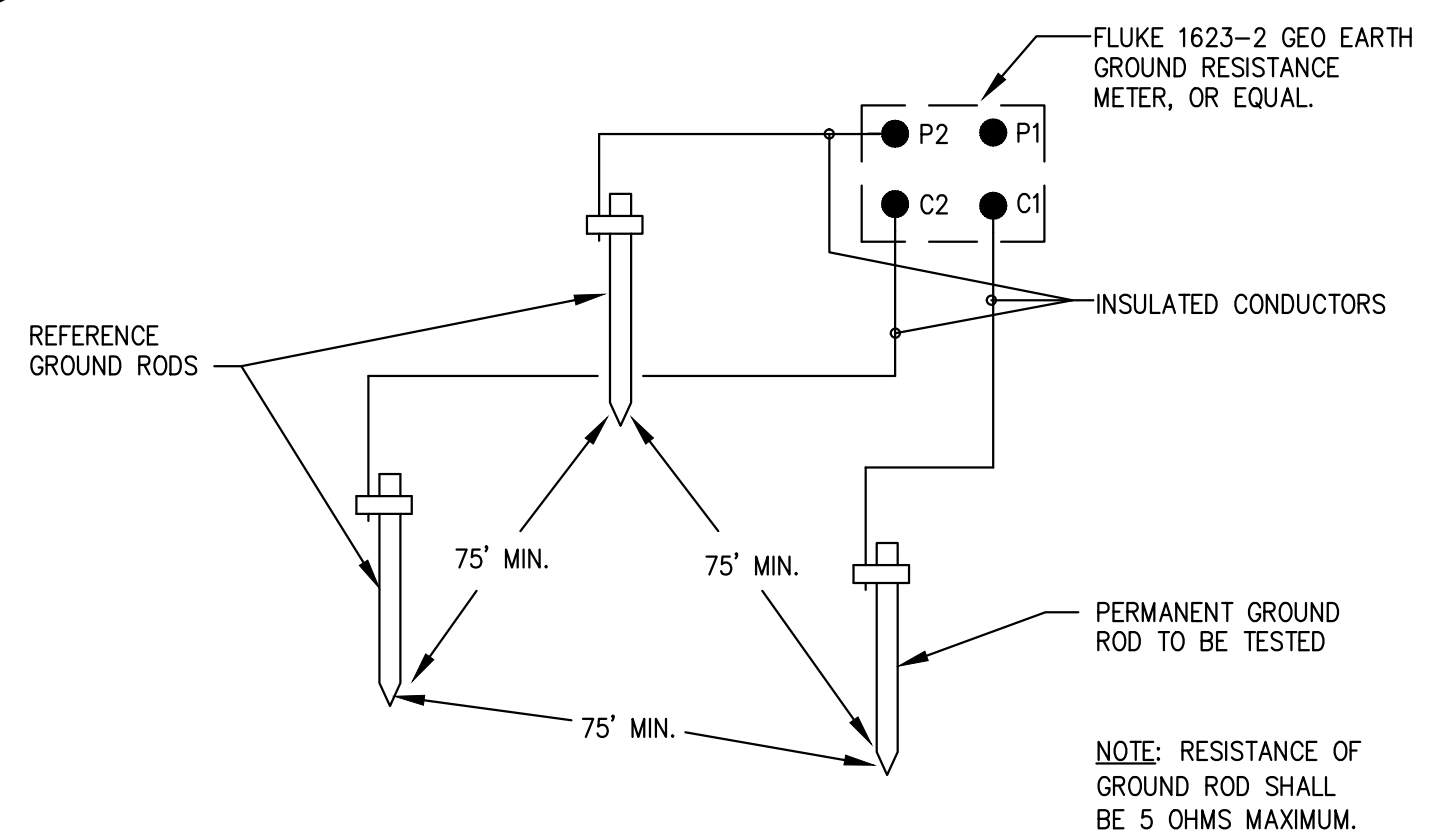 FLUKE 1623-2 GEO EARTH
GROUND RESISTANCE
METER, OR EQUAL.
P2
P1
C2
C1
INSULATED CONDUCTORS
REFERENCE
GROUND RODS
75' MIN.
75' MIN.
PERMANENT GROUND
ROD TO BE TESTED
75' MIN.
NOTE: RESISTANCE OF
GROUND ROD SHALL
BE 5 OHMS MAXIMUM.